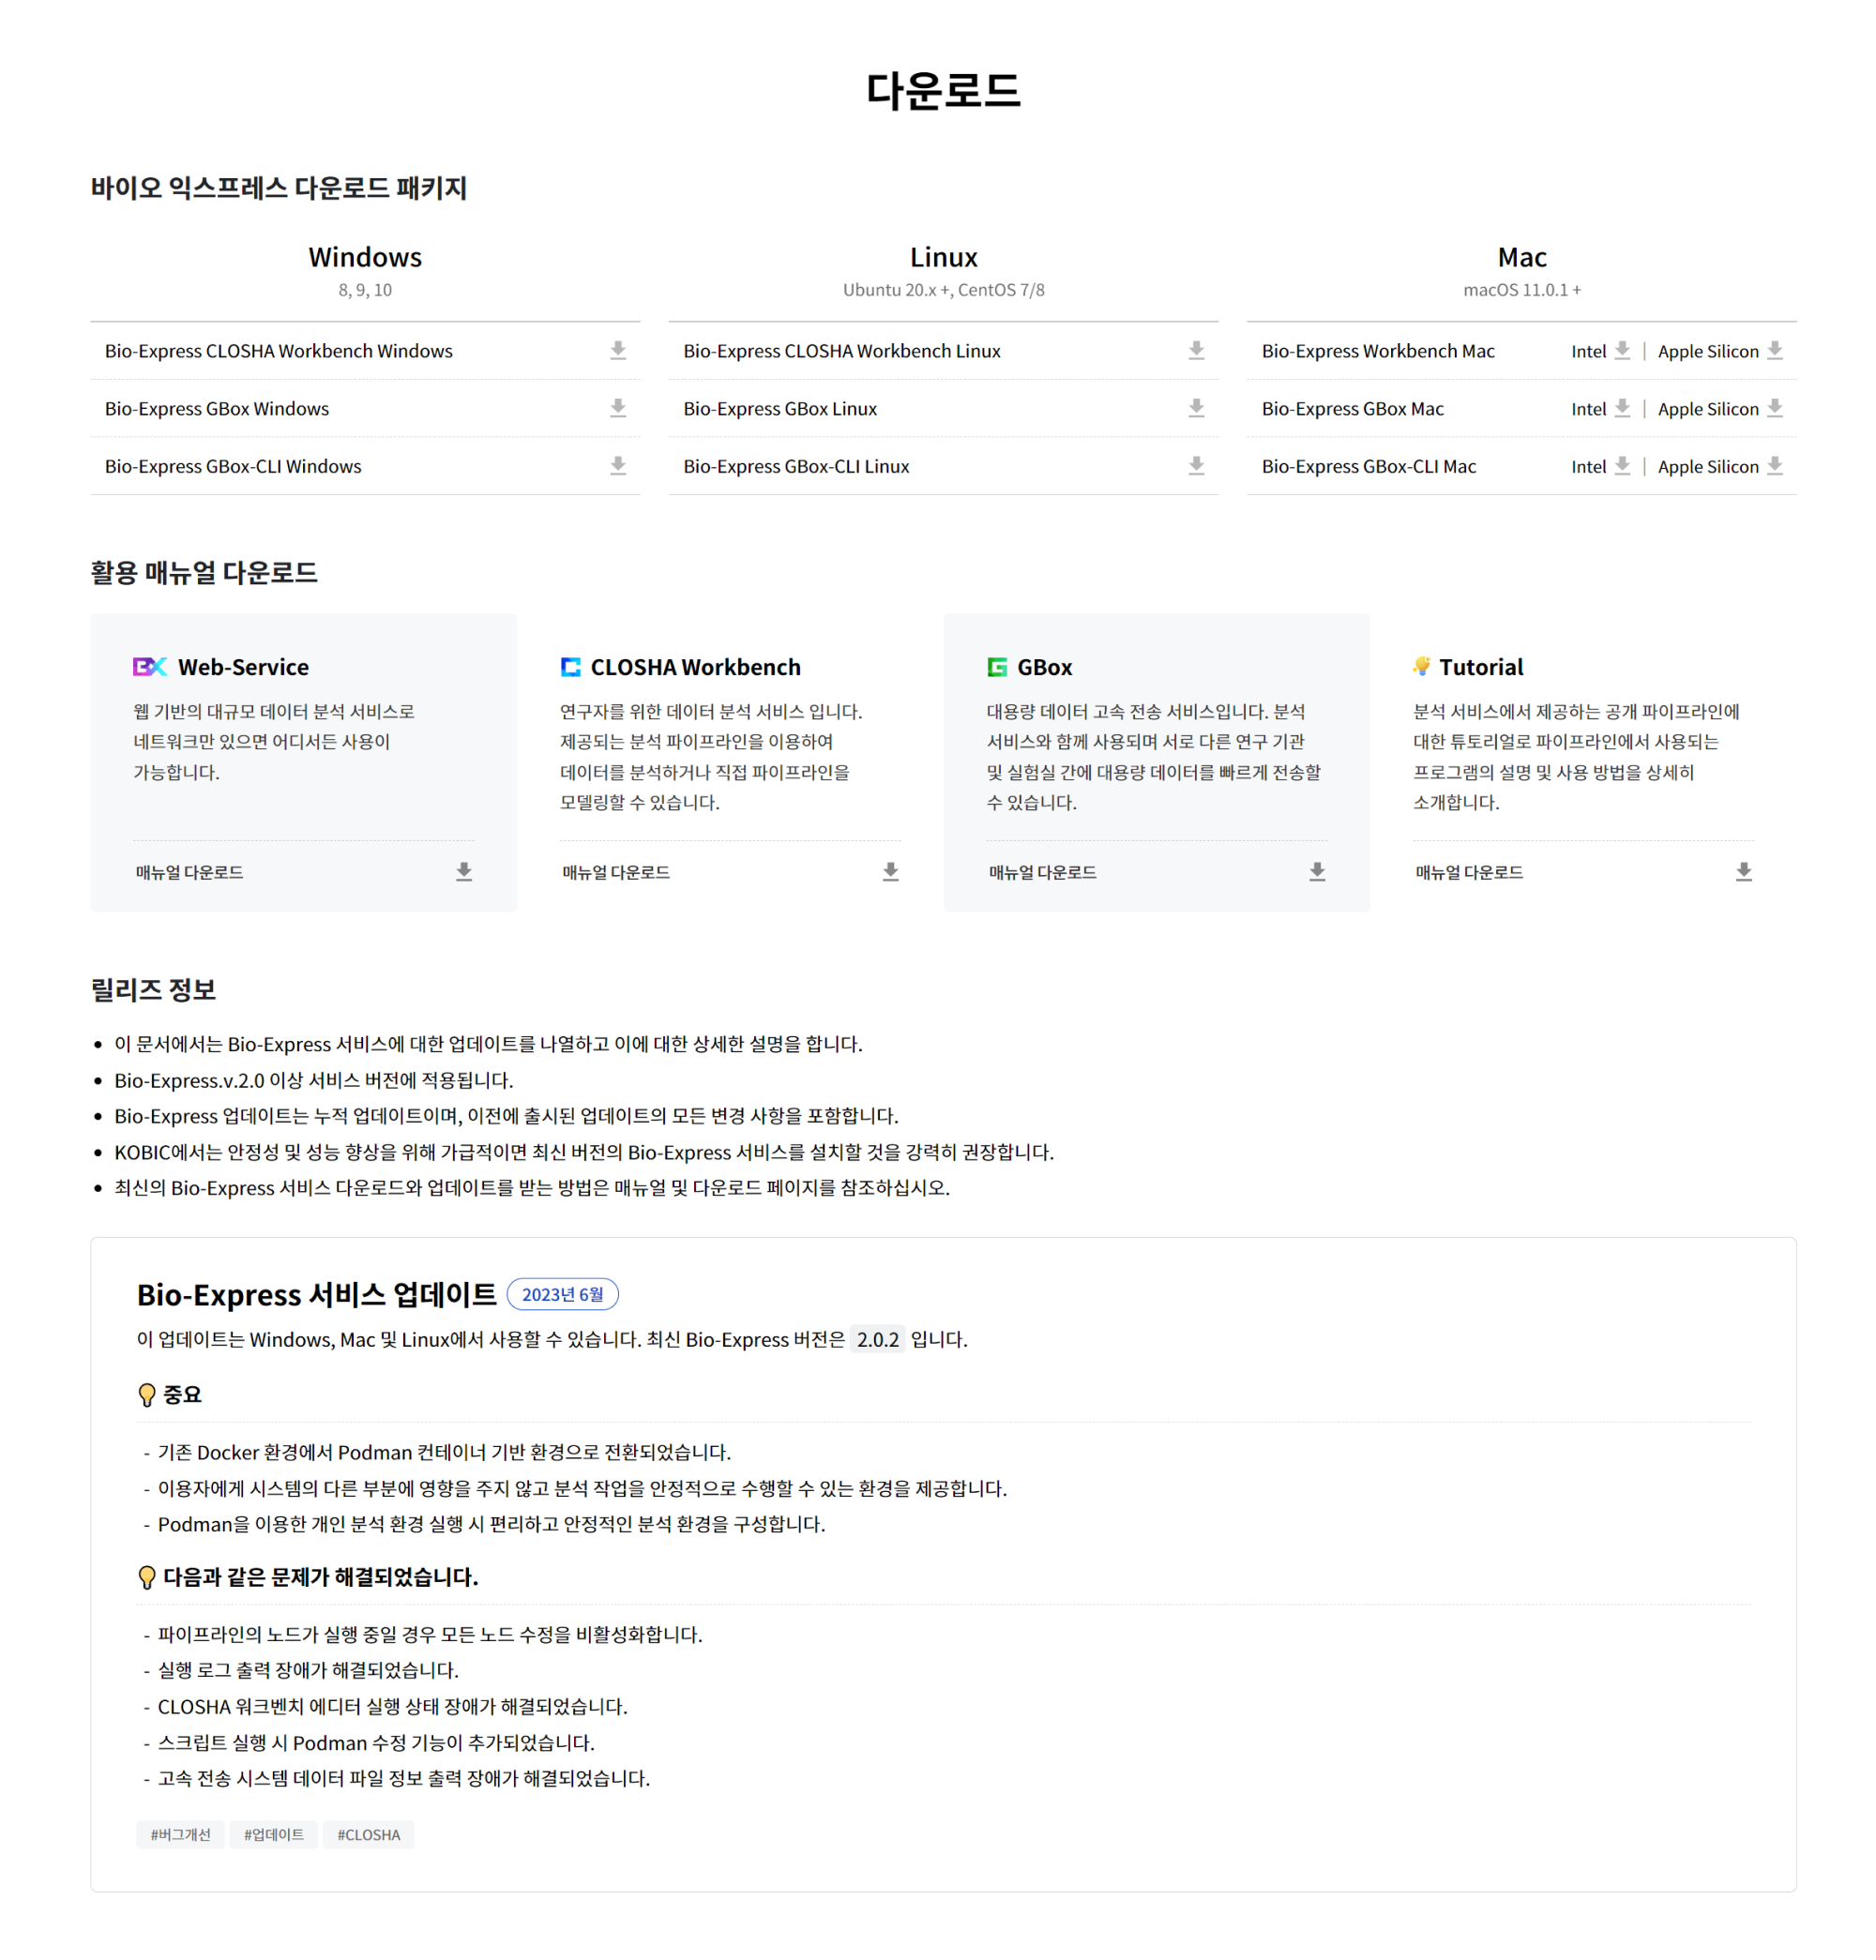 다운로드
바이오 익스프레스 다운로드 패키지
Windows
8, 9, 10
Bio-Express CLOSHA Workbench Windows
Bio-Express GBox Windows
Bio-Express GBox-CLI Windows
Linux
Ubuntu 20.x +, CentOS 7/8
Bio-Express CLOSHA Workbench Linux
Bio-Express GBox Linux
Bio-Express GBox-CLI Linux
Mac
macOS 11.0.1 +
Bio-Express Workbench Mac Intel | Apple Silicon
Bio-Express GBox Mac Intel | Apple Silicon
Bio-Express GBox-CLI Mac Intel | Apple Silicon
활용 매뉴얼 다운로드
BX Web-Service
웹 기반의 대규모 데이터 분석 서비스로
네트워크만 있으면 어디서든 사용이
가능합니다.
매뉴얼 다운로드
CLOSHA Workbench
연구자를 위한 데이터 분석 서비스 입니다.
제공되는 분석 파이프라인을 이용하여
데이터를 분석하거나 직접 파이프라인을
모델링할 수 있습니다.
매뉴얼 다운로드
GBox
대용량 데이터 고속 전송 서비스입니다. 분석
서비스와 함께 사용되며 서로 다른 연구 기관
및 실험실 간에 대용량 데이터를 빠르게 전송할
수 있습니다.
매뉴얼 다운로드
Tutorial
분석 서비스에서 제공하는 공개 파이프라인에
대한 튜토리얼로 파이프라인에서 사용되는
프로그램의 설명 및 사용 방법을 상세히
소개합니다.
매뉴얼 다운로드
릴리즈 정보
• 이 문서에서는 Bio-Express 서비스에 대한 업데이트를 나열하고 이에 대한 상세한 설명을 합니다.
• Bio-Express.v.2.0 이상 서비스 버전에 적용됩니다.
• Bio-Express 업데이트는 누적 업데이트이며, 이전에 출시된 업데이트의 모든 변경 사항을 포함합니다.
• KOBIC에서는 안정성 및 성능 향상을 위해 가급적이면 최신 버전의 Bio-Express 서비스를 설치할 것을 강력히 권장합니다.
• 최신의 Bio-Express 서비스 다운로드와 업데이트를 받는 방법은 매뉴얼 및 다운로드 페이지를 참조하십시오.
Bio-Express 서비스 업데이트 2023년 6월
이 업데이트는 Windows, Mac 및 Linux에서 사용할 수 있습니다. 최신 Bio-Express 버전은 2.0.2 입니다.
중요
- 기존 Docker 환경에서 Podman 컨테이너 기반 환경으로 전환되었습니다.
- 이용자에게 시스템의 다른 부분에 영향을 주지 않고 분석 작업을 안정적으로 수행할 수 있는 환경을 제공합니다.
- Podman을 이용한 개인 분석 환경 실행 시 편리하고 안정적인 분석 환경을 구성합니다.
다음과 같은 문제가 해결되었습니다.
- 파이프라인의 노드가 실행 중일 경우 모든 노드 수정을 비활성화합니다.
- 실행 로그 출력 장애가 해결되었습니다.
- CLOSHA 워크벤치 에디터 실행 상태 장애가 해결되었습니다.
- 스크립트 실행 시 Podman 수정 기능이 추가되었습니다.
- 고속 전송 시스템 데이터 파일 정보 출력 장애가 해결되었습니다.
#버그개선 #업데이트 #CLOSHA